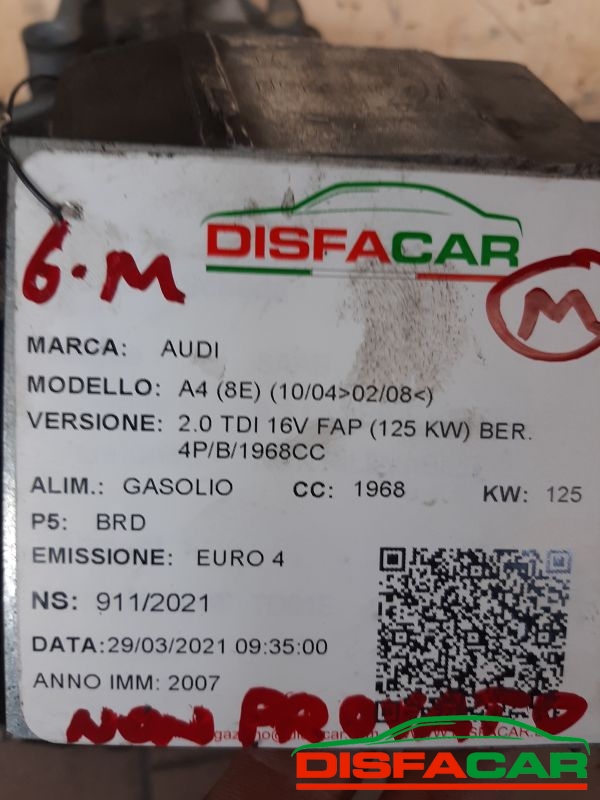 DISFACAR
6.M
M
MARCA: AUDI
MODELLO: A4 (8E) (10/04>02/08<)
VERSIONE: 2.0 TDI 16V FAP (125 KW) BER.
4P/B/1968CC
ALIM.: GASOLIO CC: 1968 KW: 125
P5: BRD
EMISSIONE: EURO 4
NS: 911/2021
DATA:29/03/2021 09:35:00
ANNO IMM: 2007
NON PROVATO
DISFACAR